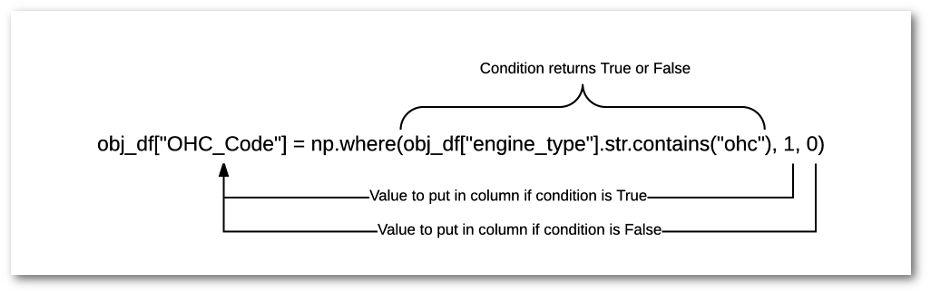 Condition returns True or False
obj_df["OHC_Code"] = np.where(obj_df["engine_type"].str.contains("ohc"), 1, 0)
Value to put in column if condition is True
Value to put in column if condition is False